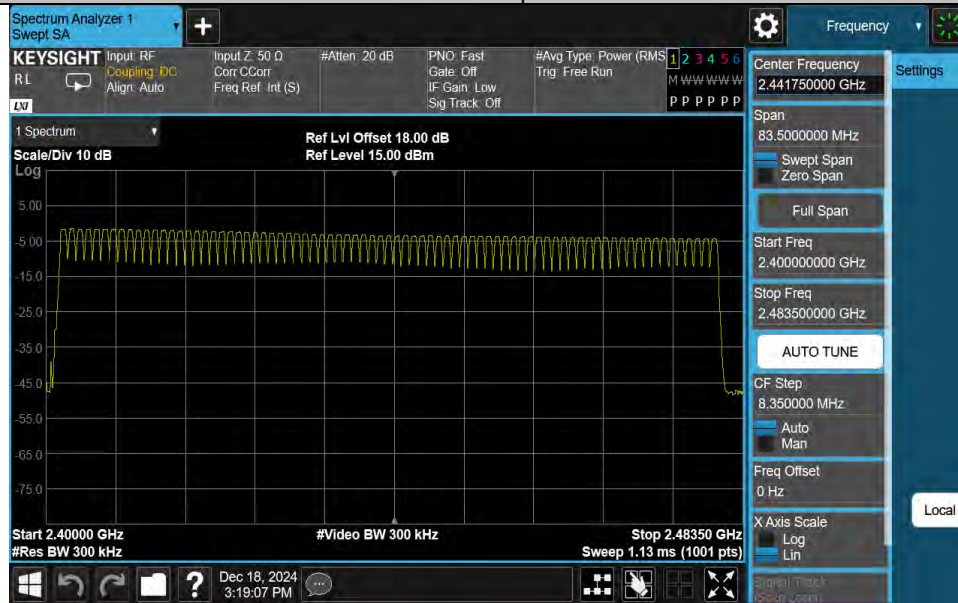 Spectrum Analyzer 1
Swept SA
+
Frequency
KEYSIGHT
RL
LXI
Input: RF
Coupling: DC
Align: Auto
Input Z: 50 Ω
Corr CCorr
Freq Ref: Int (S)
#Atten: 20 dB
PNO: Fast
Gate: Off
IF Gain: Low
Sig Track: Off
#Avg Type: Power (RMS
Trig: Free Run
1 2 3 4 5 6
M W W W W W
P P P P P P
1 Spectrum
Scale/Div 10 dB
Ref Lvl Offset 18.00 dB
Ref Level 15.00 dBm
Log
5.00
-5.00
-15.0
-25.0
-35.0
-45.0
-55.0
-65.0
-75.0
Start 2.40000 GHz
#Res BW 300 kHz
#Video BW 300 kHz
Stop 2.48350 GHz
Sweep 1.13 ms (1001 pts)
Center Frequency
2.441750000 GHz
Settings
Span
83.5000000 MHz
Swept Span
Zero Span
Full Span
Start Freq
2.400000000 GHz
Stop Freq
2.483500000 GHz
AUTO TUNE
CF Step
8.350000 MHz
Auto
Man
Freq Offset
0 Hz
X Axis Scale
Log
Lin
Local
Signal Track
(Span Zoom)
?
Dec 18, 2024
3:19:07 PM